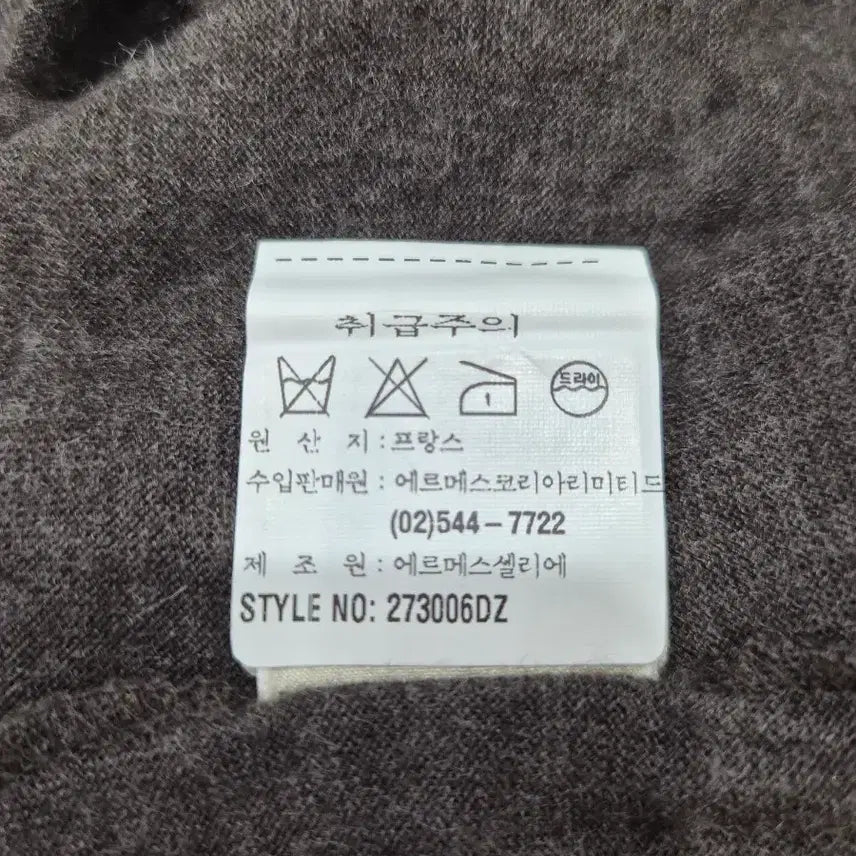 취급주의
1 드라이
원 산 지 : 프랑스
수입판매원 : 에르메스코리아리미티드
(02)544-7722
제 조 원 : 에르메스셀리에
STYLE NO: 273006DZ